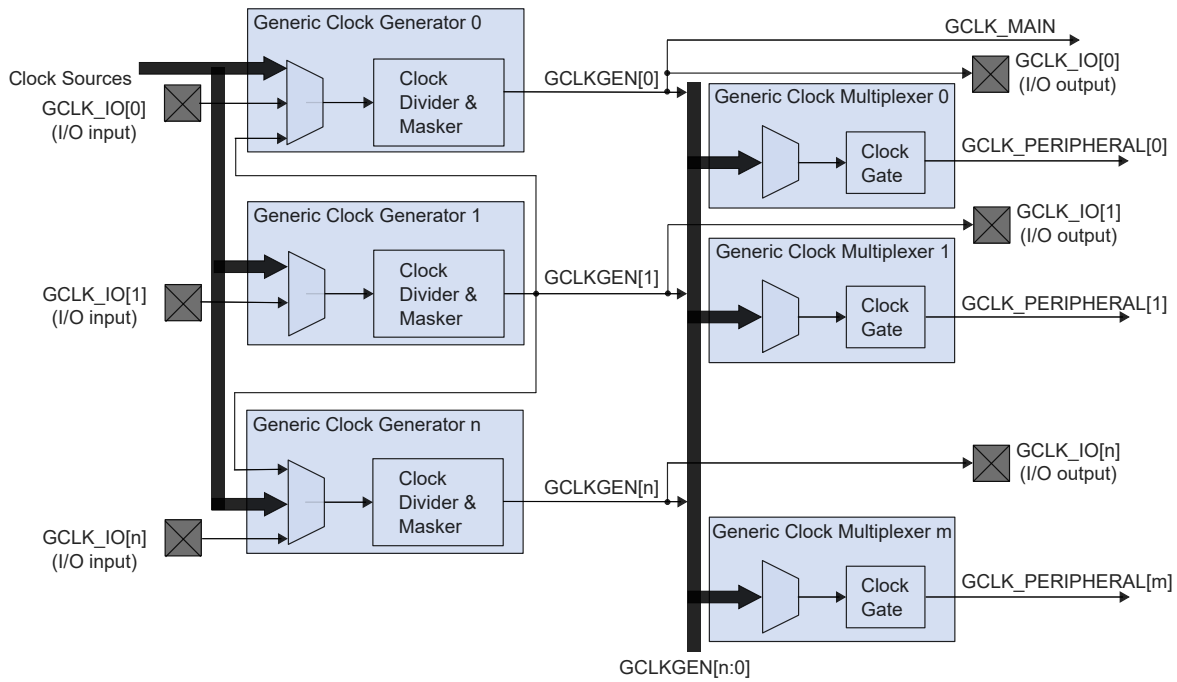 Generic Clock Generator 0
Clock Sources
GCLK_IO[0]
(I/O input)
Clock
Divider &
Masker
GCLKGEN[0]
GCLK_MAIN
GCLK_IO[0]
(I/O output)
Generic Clock Multiplexer 0
Clock
Gate
GCLK_PERIPHERAL[0]
Generic Clock Generator 1
GCLK_IO[1]
(I/O input)
Clock
Divider &
Masker
GCLKGEN[1]
GCLK_IO[1]
(I/O output)
Generic Clock Multiplexer 1
Clock
Gate
GCLK_PERIPHERAL[1]
Generic Clock Generator n
GCLK_IO[n]
(I/O input)
Clock
Divider &
Masker
GCLKGEN[n]
GCLK_IO[n]
(I/O output)
Generic Clock Multiplexer m
Clock
Gate
GCLK_PERIPHERAL[m]
GCLKGEN[n:0]